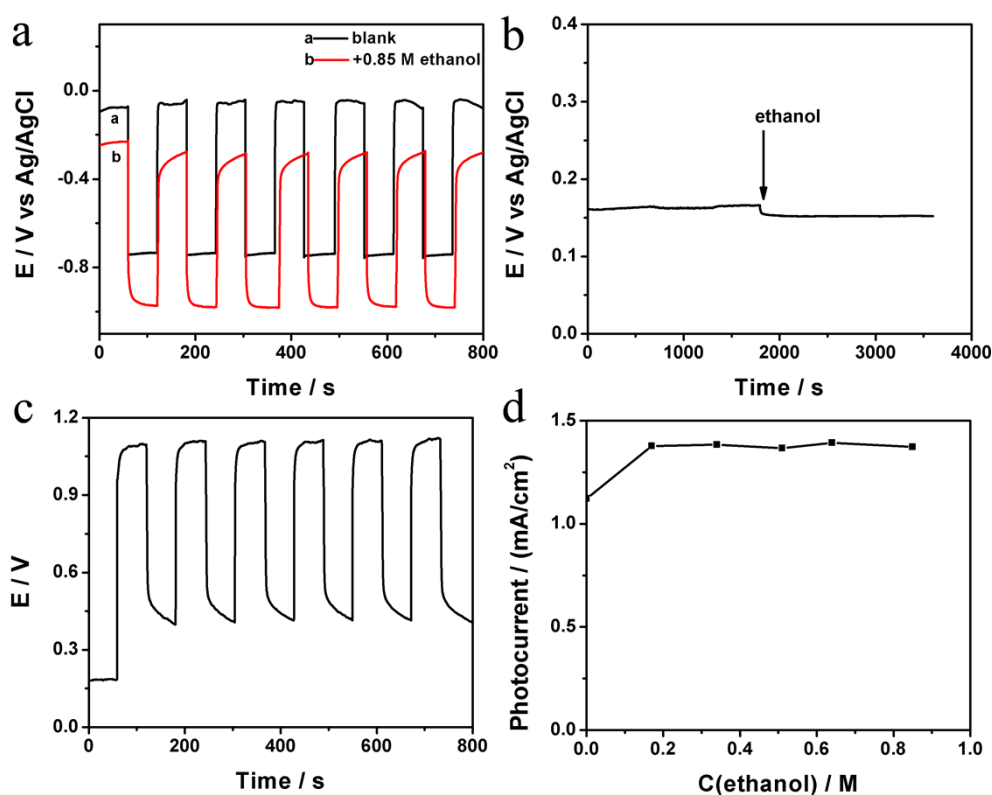 a
a blank
b +0.85 M ethanol
0.0
-0.4
-0.8
a
b
E / V vs Ag/AgCl
0 200 400 600 800
Time / s
b
0.4
0.3
0.2
0.1
0.0
ethanol
E / V vs Ag/AgCl
0 1000 2000 3000 4000
Time / s
c
1.2
0.9
0.6
0.3
0.0
E / V
0 200 400 600 800
Time / s
d
1.5
1.0
0.5
0.0
Photocurrent / (mA/cm²)
0.0 0.2 0.4 0.6 0.8 1.0
C(ethanol) / M